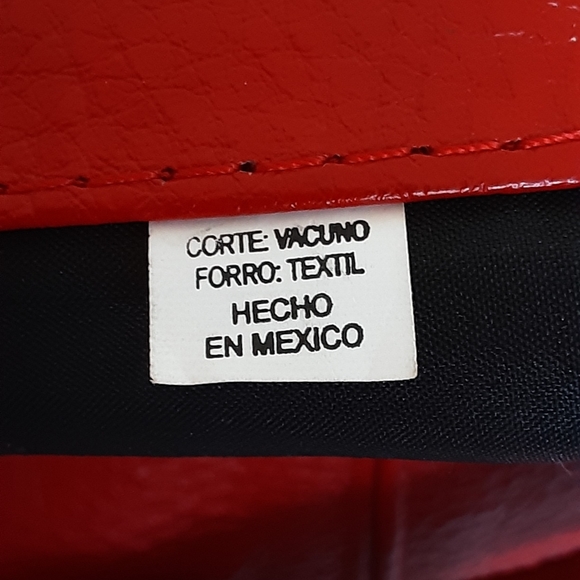 CORTE: VACUNO
FORRO: TEXTIL
HECHO
EN MEXICO